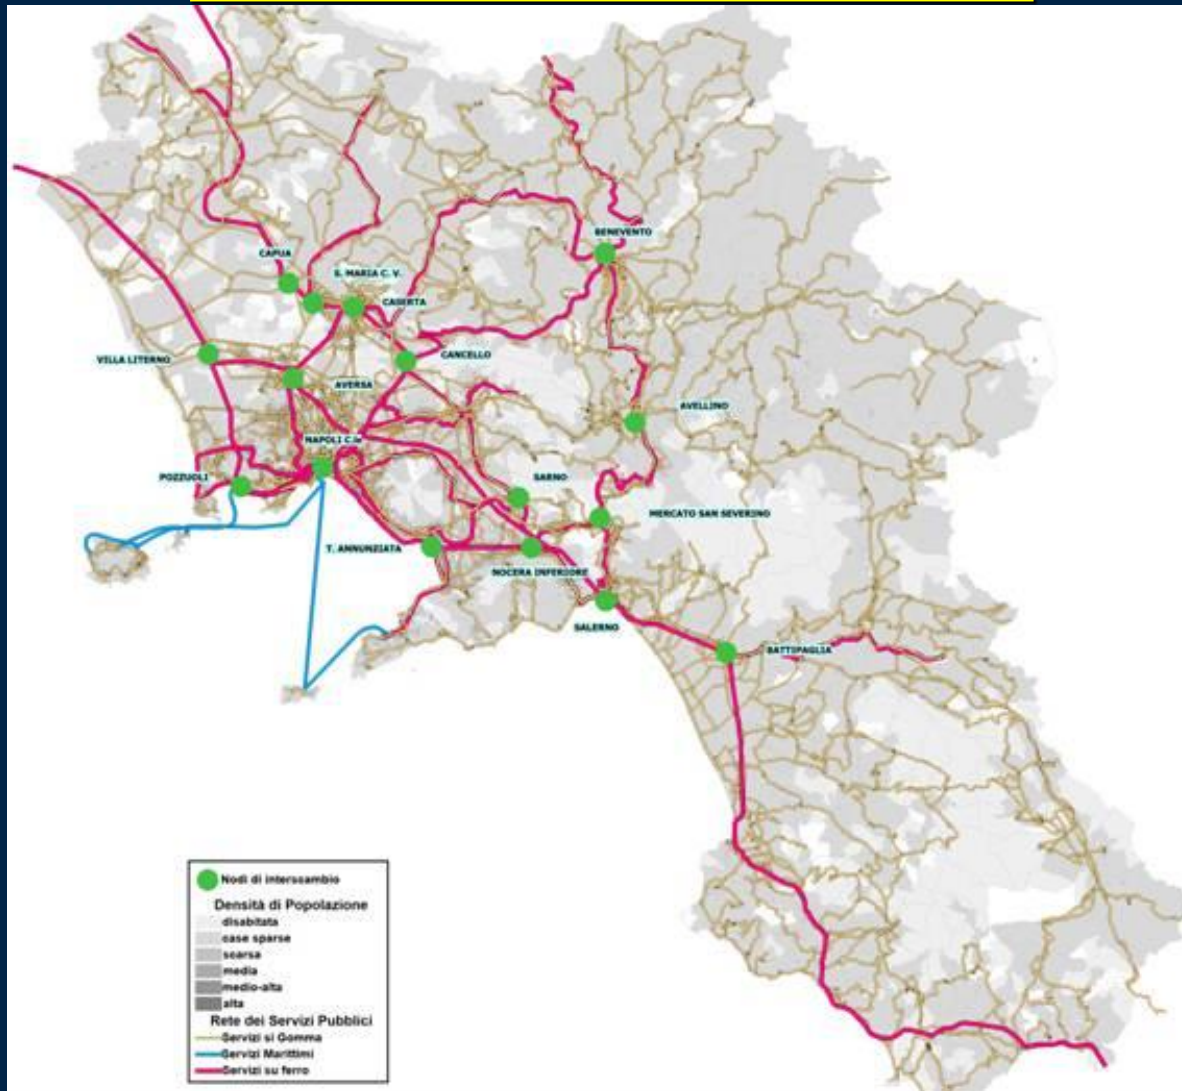 BENEVENTO
CAPUA
S. MARIA C. V.
CASERTA
VILLA LITERNO
CANCELLO
AVERSA
AVELLINO
NAPOLI C.le
POZZUOLI
SARNO
MERCATO SAN SEVERINO
T. ANNUNZIATA
NOCERA INFERIORE
SALERNO
BATTIPAGLIA
Nodi di interscambio
Densità di Popolazione
disabitata
case sparse
scarsa
media
medio-alta
alta
Rete dei Servizi Pubblici
Servizi si Gomma
Servizi Marittimi
Servizi su ferro